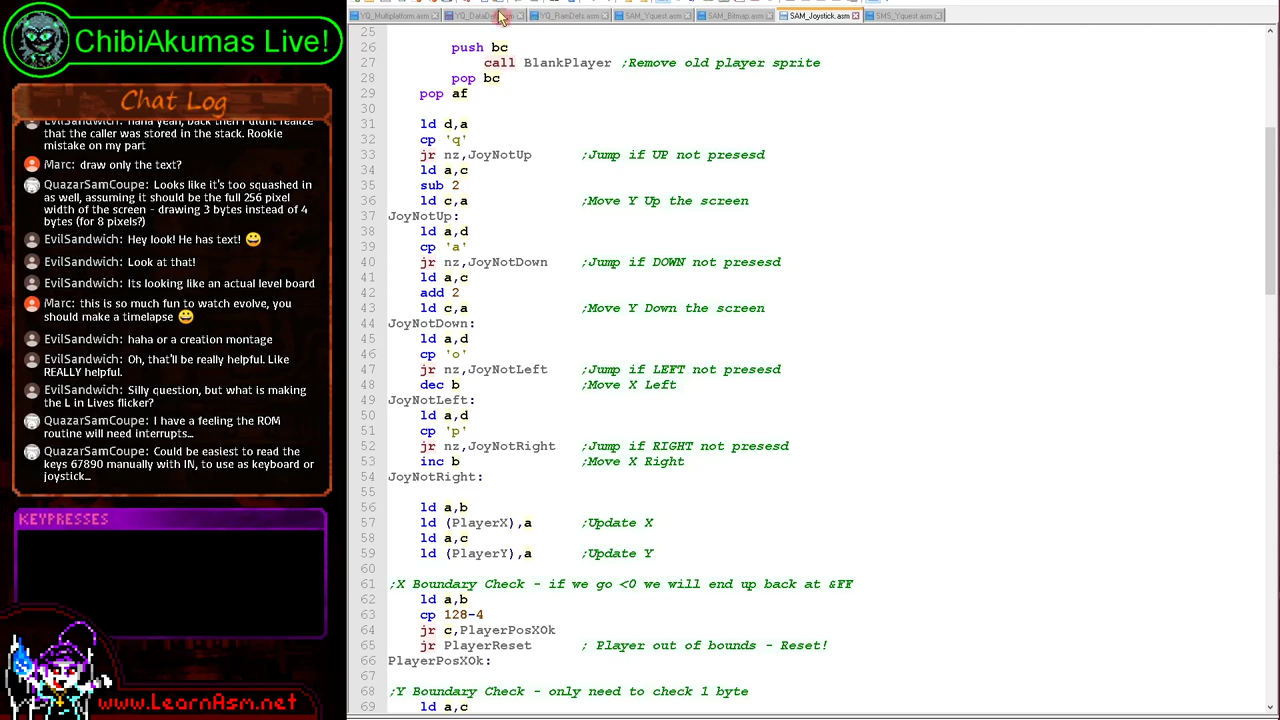 ChibiAkumas Live!
Chat Log
EvilSandwich: haha yeah, back then I didnt realize
that the caller was stored in the stack. Rookie
mistake on my part
Marc: draw only the text?
QuazarSamCoupe: Looks like it's too squashed in
as well, assuming it should be the full 256 pixel
width of the screen - drawing 3 bytes instead of 4
bytes (for 8 pixels?)
EvilSandwich: Hey look! He has text! 😀
EvilSandwich: Look at that!
EvilSandwich: Its looking like an actual level board
Marc: this is so much fun to watch evolve, you
should make a timelapse 😀
EvilSandwich: haha or a creation montage
EvilSandwich: Oh, that'll be really helpful. Like
REALLY helpful.
EvilSandwich: Silly question, but what is making
the L in Lives flicker?
QuazarSamCoupe: I have a feeling the ROM
routine will need interrupts...
QuazarSamCoupe: Could be easiest to read the
keys 67890 manually with IN, to use as keyboard or
joystick...
KEYPRESSES
www.LearnAsm.net
YQ_Multiplatform.asm YQ_RamDefs.asm SAM_Yquest.asm SAM_Bitmap.asm SAM_Joystick.asm SMS_Yquest.asm
25
26 push bc
27 call BlankPlayer ;Remove old player sprite
28 pop bc
29 pop af
30
31 ld d,a
32 cp 'q'
33 jr nz,JoyNotUp ;Jump if UP not presesd
34 ld a,c
35 sub 2
36 ld c,a ;Move Y Up the screen
37 JoyNotUp:
38 ld a,d
39 cp 'a'
40 jr nz,JoyNotDown ;Jump if DOWN not presesd
41 ld a,c
42 add 2
43 ld c,a ;Move Y Down the screen
44 JoyNotDown:
45 ld a,d
46 cp 'o'
47 jr nz,JoyNotLeft ;Jump if LEFT not presesd
48 dec b ;Move X Left
49 JoyNotLeft:
50 ld a,d
51 cp 'p'
52 jr nz,JoyNotRight ;Jump if RIGHT not presesd
53 inc b ;Move X Right
54 JoyNotRight:
55
56 ld a,b
57 ld (PlayerX),a ;Update X
58 ld a,c
59 ld (PlayerY),a ;Update Y
60
61 ;X Boundary Check - if we go <0 we will end up back at &FF
62 ld a,b
63 cp 128-4
64 jr c,PlayerPosXOk
65 jr PlayerReset ; Player out of bounds - Reset!
66 PlayerPosXOk:
67
68 ;Y Boundary Check - only need to check 1 byte
69 ld a,c